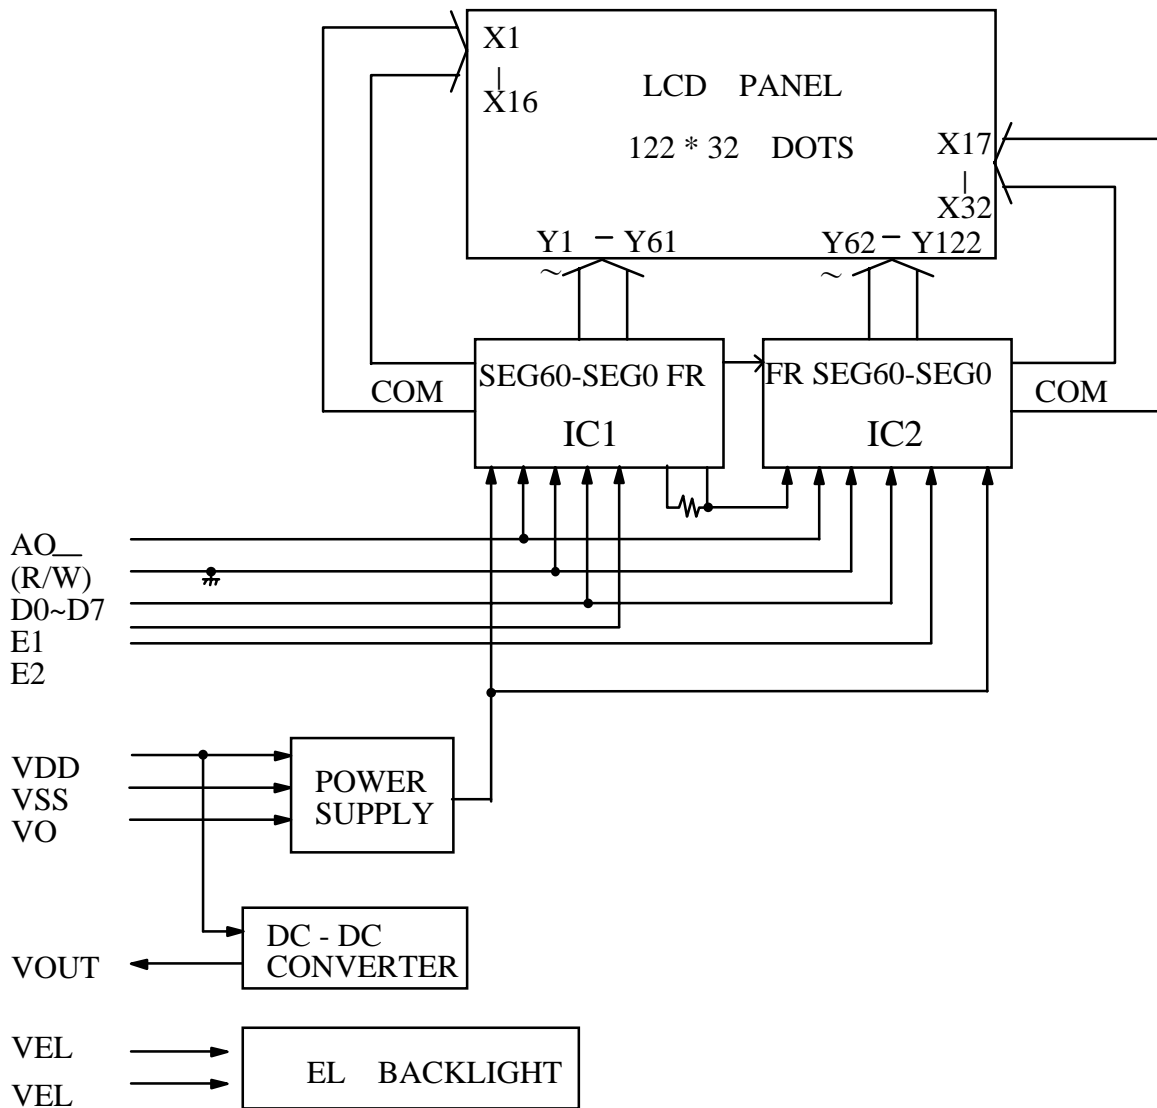 X1
|
X16
LCD PANEL
122 * 32 DOTS
X17
|
X32
Y1 – Y61
~
Y62 – Y122
~
SEG60-SEG0 FR
IC1
FR SEG60-SEG0
IC2
COM
COM
AO
(R/W)
D0~D7
E1
E2
VDD
VSS
VO
POWER
SUPPLY
DC - DC
CONVERTER
VOUT
VEL
VEL
EL BACKLIGHT